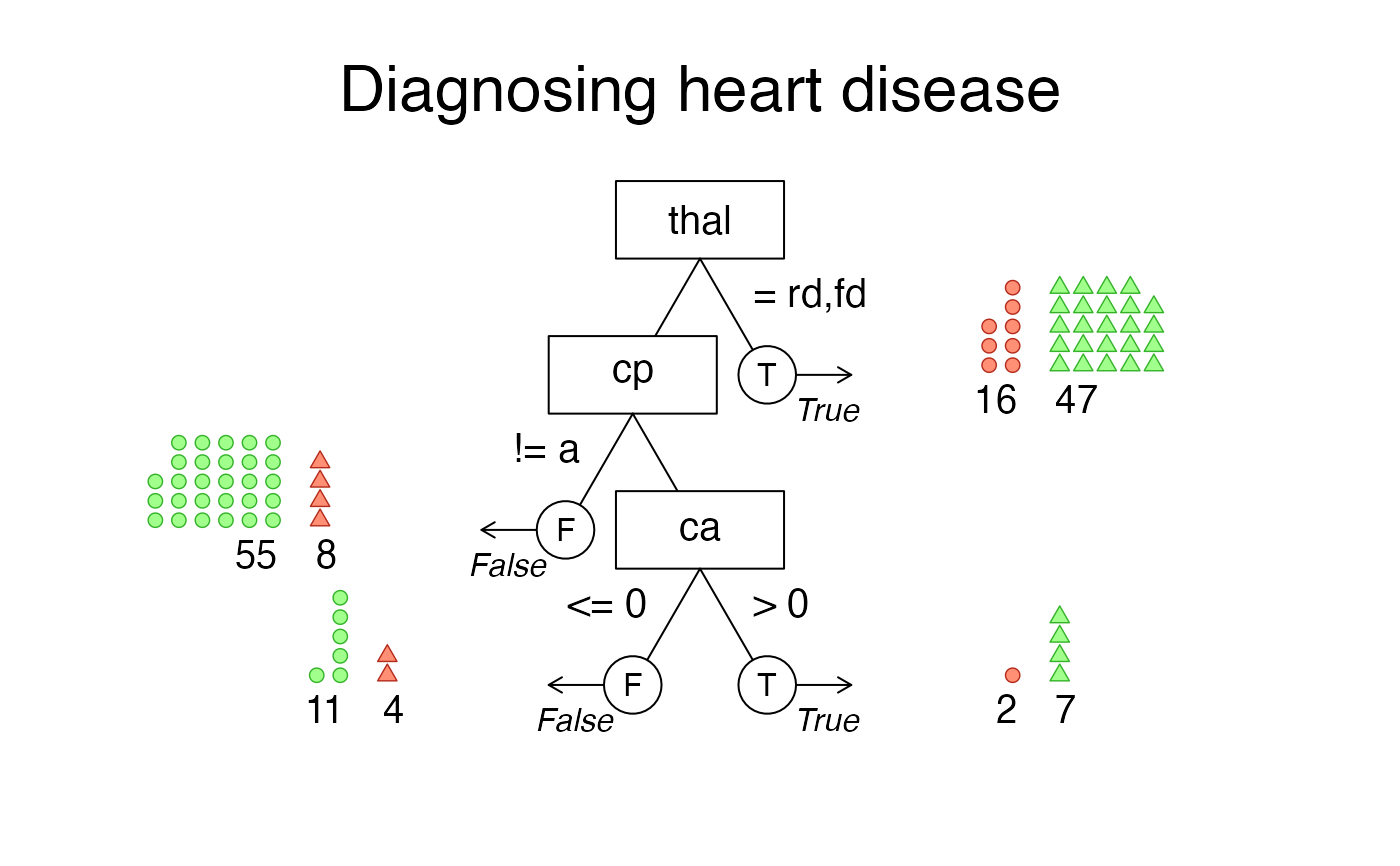 Diagnosing heart disease
thal
= rd,fd
cp
T
True
16 47
!= a
F
False
55 8
ca
<= 0
> 0
F
False
T
True
11 4
2 7